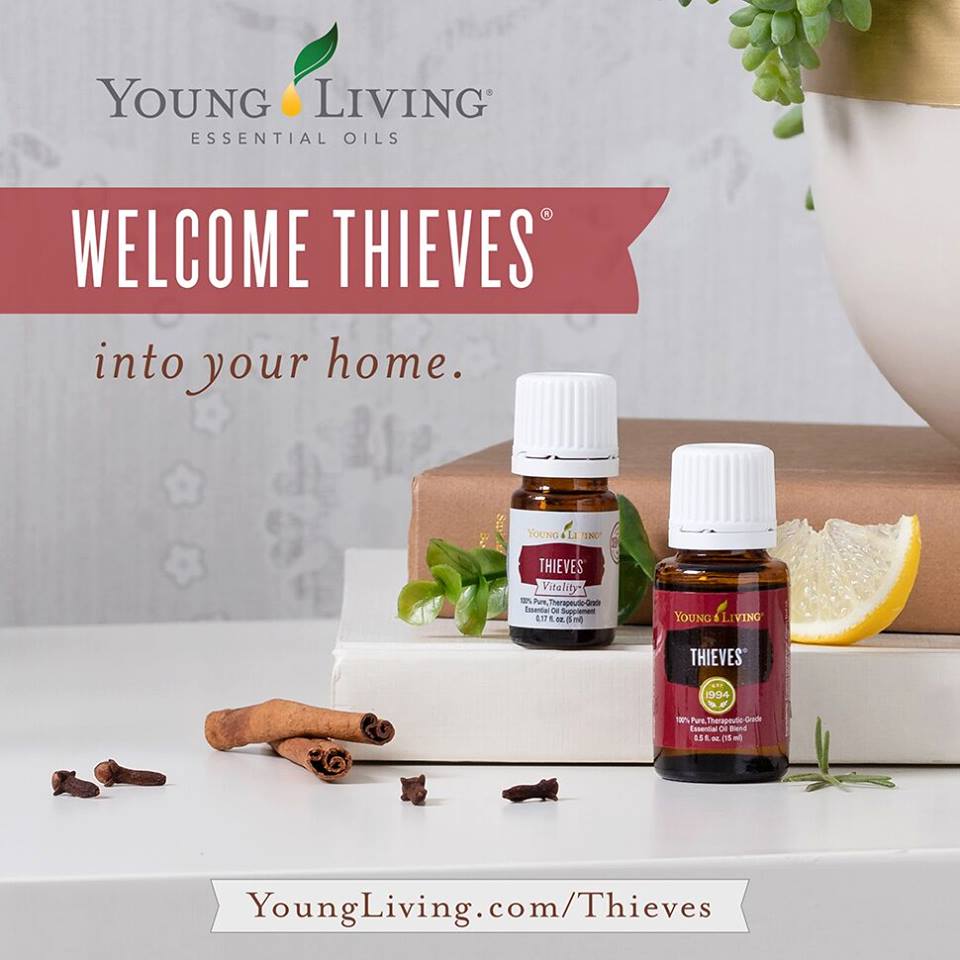 YOUNG LIVING®
ESSENTIAL OILS
WELCOME THIEVES®
into your home.
YOUNG LIVING®
THIEVES®
Vitality™
100% Pure, Therapeutic-Grade
Essential Oil Supplement
0.17 fl. oz. (5 ml)
YOUNG LIVING®
THIEVES®
EST.
1994
100% Pure, Therapeutic-Grade
Essential Oil Blend
0.5 fl. oz. (15 ml)
YoungLiving.com/Thieves